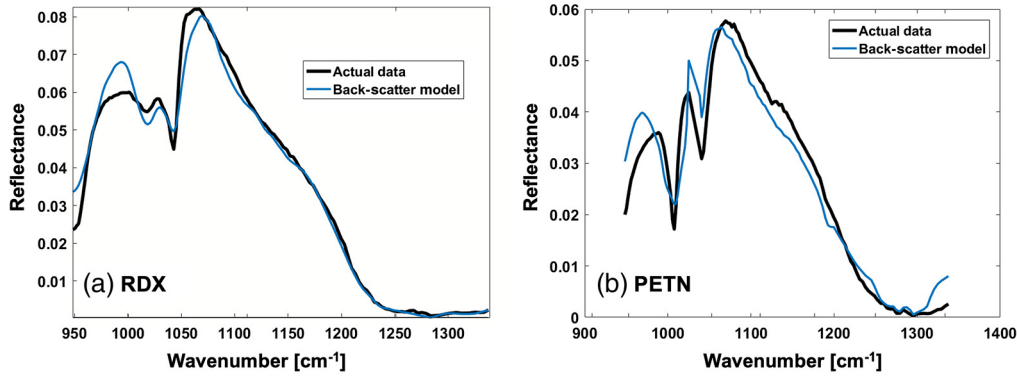 Reflectance
0.08
0.07
0.06
0.05
0.04
0.03
0.02
0.01
Actual data
Back-scatter model
(a) RDX
950 1000 1050 1100 1150 1200 1250 1300
Wavenumber [cm-1]
Reflectance
0.06
0.05
0.04
0.03
0.02
0.01
0
Actual data
Back-scatter model
(b) PETN
900 1000 1100 1200 1300 1400
Wavenumber [cm-1]